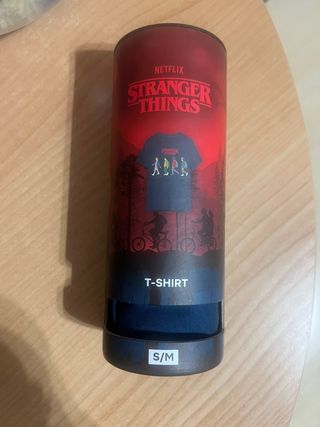 NETFLIX
STRANGER
THINGS
T-SHIRT
S/M